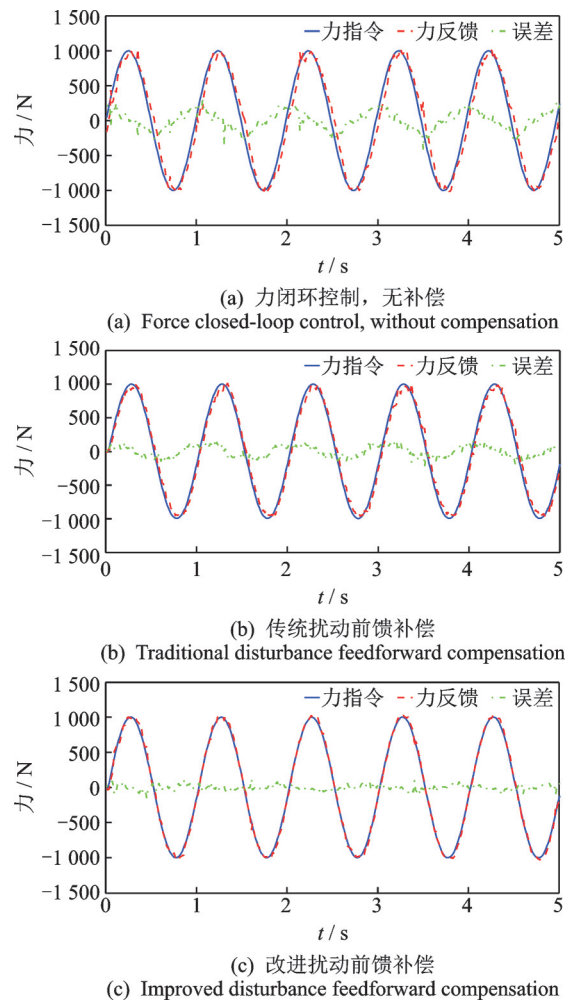 1 500
力指令 力反馈 误差
1 000
500
0
−500
−1 000
−1 500
力 / N
0 1 2 3 4 5
t / s
(a) 力闭环控制，无补偿
(a) Force closed-loop control, without compensation
1 500
力指令 力反馈 误差
1 000
500
0
−500
−1 000
−1 500
力 / N
0 1 2 3 4 5
t / s
(b) 传统扰动前馈补偿
(b) Traditional disturbance feedforward compensation
1 500
力指令 力反馈 误差
1 000
500
0
−500
−1 000
−1 500
力 / N
0 1 2 3 4 5
t / s
(c) 改进扰动前馈补偿
(c) Improved disturbance feedforward compensation